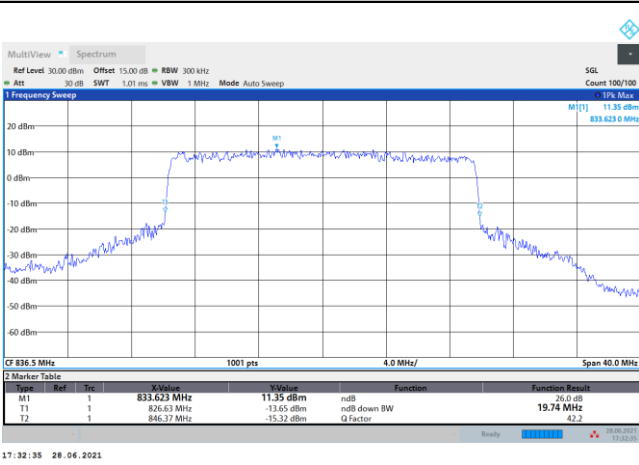 MultiView Spectrum
Ref Level 30.00 dBm Offset 15.00 dB RBW 300 kHz SGL
Att 30 dB SWT 1.01 ms VBW 1 MHz Mode Auto Sweep Count 100/100
1 Frequency Sweep 1Pk Max
M1[1] 11.35 dBm
833.623 0 MHz
M1
20 dBm
10 dBm
0 dBm
T1
T2
-10 dBm
-20 dBm
-30 dBm
-40 dBm
-50 dBm
-60 dBm
CF 836.5 MHz 1001 pts 4.0 MHz/ Span 40.0 MHz
2 Marker Table
Type Ref Trc X-Value Y-Value Function Function Result
M1 1 833.623 MHz 11.35 dBm ndB 26.0 dB
T1 1 826.63 MHz -13.65 dBm ndB down BW 19.74 MHz
T2 1 846.37 MHz -15.32 dBm Q Factor 42.2
Ready 28.06.2021
17:32:35
17:32:35 28.06.2021